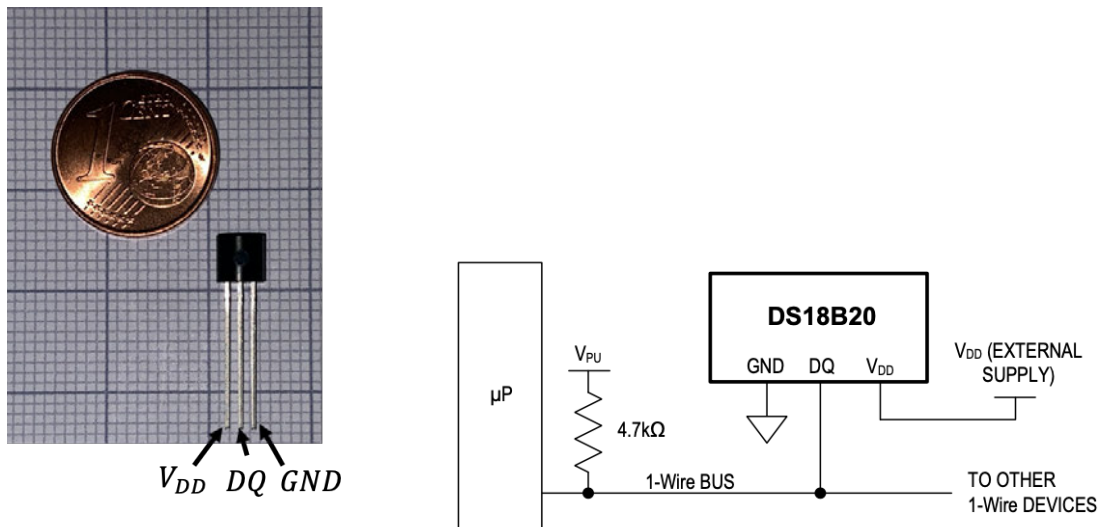 1
CENT
V_DD DQ GND
μP
V_PU
4.7kΩ
1-Wire BUS
DS18B20
GND DQ V_DD
V_DD (EXTERNAL
SUPPLY)
TO OTHER
1-Wire DEVICES